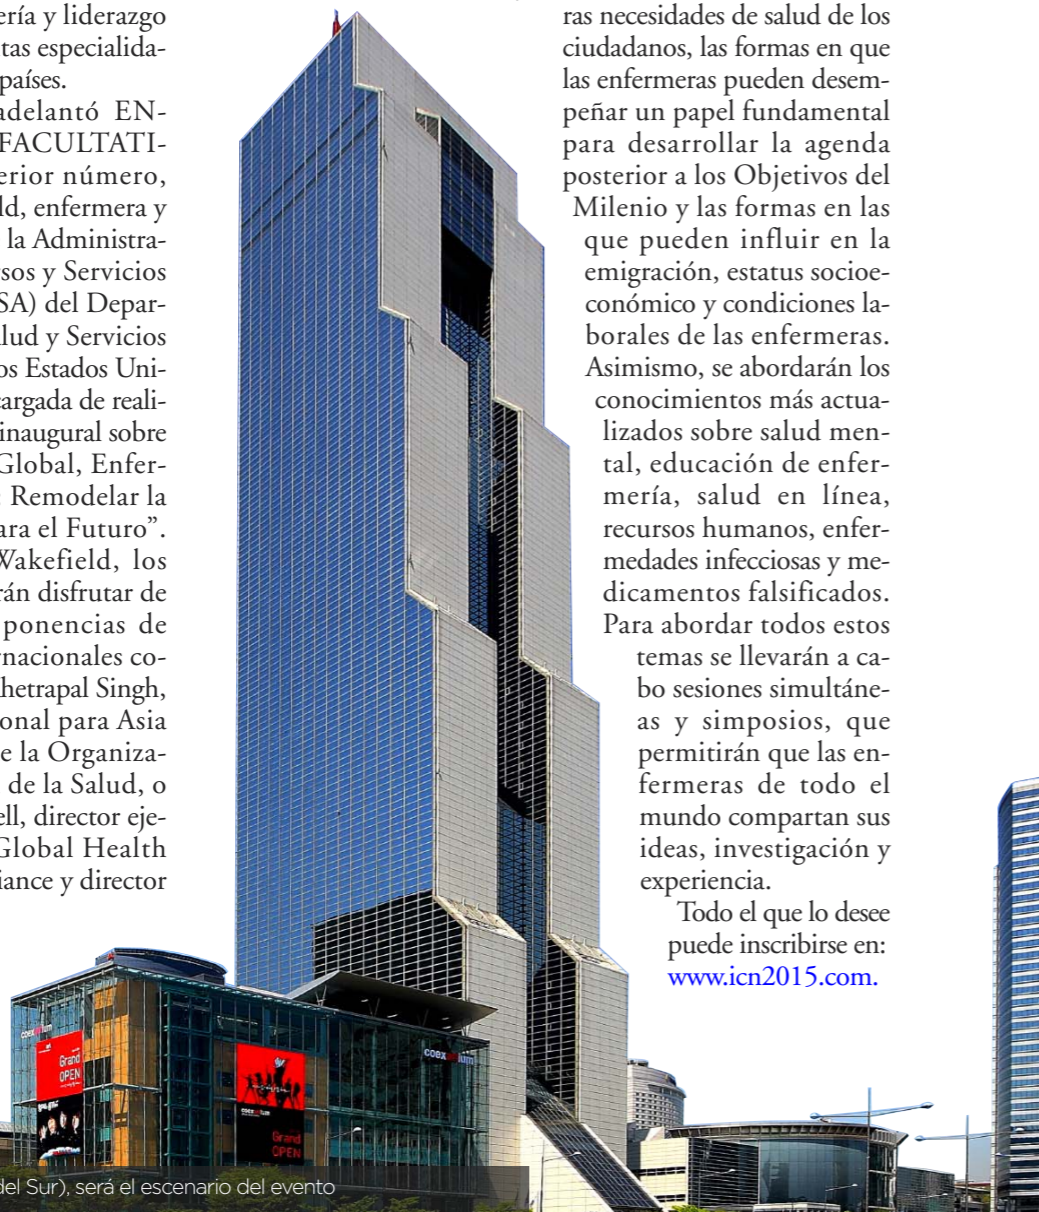 ería y liderazgo
tas especialida-
países.
adelantó EN-
FACULTATI-
erior número,
ld, enfermera y
la Administra-
rsos y Servicios
SA) del Depar-
lud y Servicios
os Estados Uni-
cargada de reali-
inaugural sobre
Global, Enfer-
Remodelar la
ara el Futuro”.
Wakefield, los
rán disfrutar de
ponencias de
rnacionales co-
hetrapal Singh,
onal para Asia
e la Organiza-
de la Salud, o
ell, director eje-
Global Health
iance y director
ras necesidades de salud de los
ciudadanos, las formas en que
las enfermeras pueden desem-
peñar un papel fundamental
para desarrollar la agenda
posterior a los Objetivos del
Milenio y las formas en las
que pueden influir en la
emigración, estatus socioe-
conómico y condiciones la-
borales de las enfermeras.
Asimismo, se abordarán los
conocimientos más actua-
lizados sobre salud men-
tal, educación de enfer-
mería, salud en línea,
recursos humanos, enfer-
medades infecciosas y me-
dicamentos falsificados.
Para abordar todos estos
temas se llevarán a ca-
bo sesiones simultáne-
as y simposios, que
permitirán que las en-
fermeras de todo el
mundo compartan sus
ideas, investigación y
experiencia.
Todo el que lo desee
puede inscribirse en:
www.icn2015.com.
Grand
OPEN
coexartium
Grand
OPEN
coexartium
del Sur), será el escenario del evento